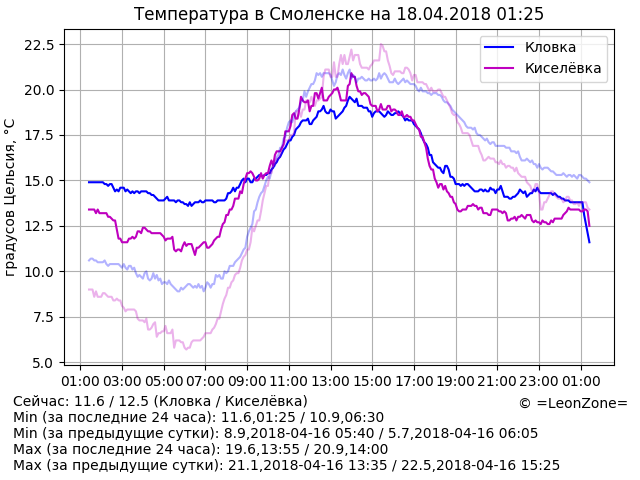 Температура в Смоленске на 18.04.2018 01:25
Кловка
Киселёвка
градусов Цельсия, °C
22.5
20.0
17.5
15.0
12.5
10.0
7.5
5.0
01:00 03:00 05:00 07:00 09:00 11:00 13:00 15:00 17:00 19:00 21:00 23:00 01:00
Сейчас: 11.6 / 12.5 (Кловка / Киселёвка)
© =LeonZone=
Min (за последние 24 часа): 11.6,01:25 / 10.9,06:30
Min (за предыдущие сутки): 8.9,2018-04-16 05:40 / 5.7,2018-04-16 06:05
Max (за последние 24 часа): 19.6,13:55 / 20.9,14:00
Max (за предыдущие сутки): 21.1,2018-04-16 13:35 / 22.5,2018-04-16 15:25